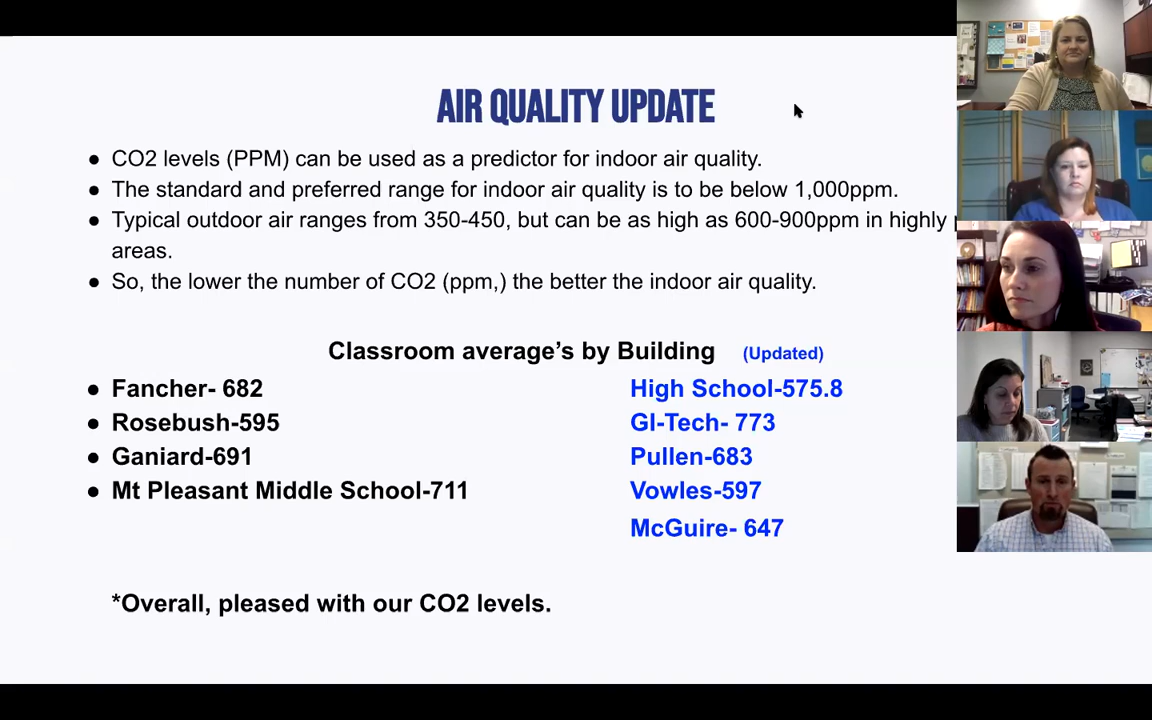 AIR QUALITY UPDATE
● CO2 levels (PPM) can be used as a predictor for indoor air quality.
● The standard and preferred range for indoor air quality is to be below 1,000ppm.
● Typical outdoor air ranges from 350-450, but can be as high as 600-900ppm in highly
areas.
● So, the lower the number of CO2 (ppm,) the better the indoor air quality.
Classroom average's by Building (Updated)
● Fancher- 682
● Rosebush-595
● Ganiard-691
● Mt Pleasant Middle School-711
High School-575.8
GI-Tech- 773
Pullen-683
Vowles-597
McGuire- 647
*Overall, pleased with our CO2 levels.